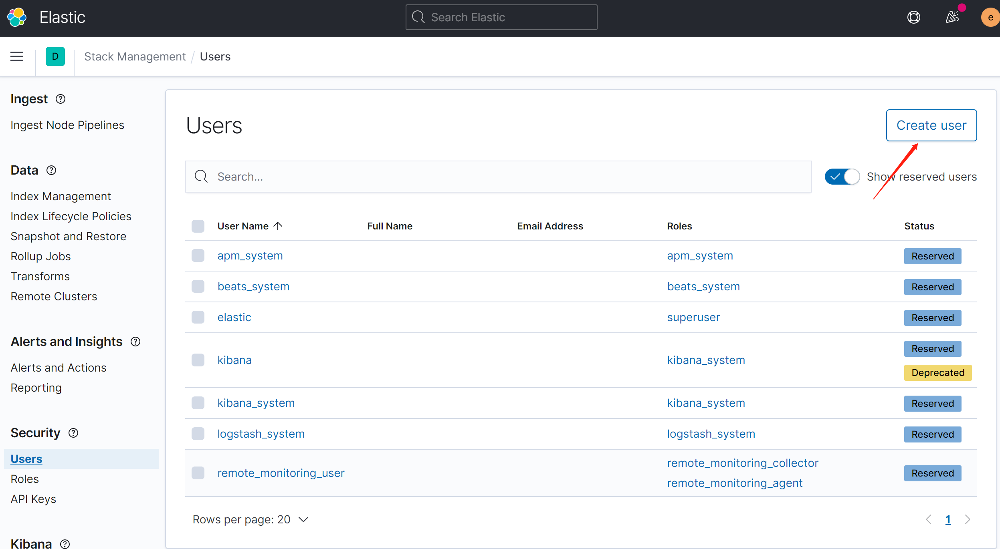 Elastic
Search Elastic
e
D
Stack Management / Users
Ingest
Ingest Node Pipelines
Data
Index Management
Index Lifecycle Policies
Snapshot and Restore
Rollup Jobs
Transforms
Remote Clusters
Alerts and Insights
Alerts and Actions
Reporting
Security
Users
Roles
API Keys
Kibana
Users
Create user
Search...
Show reserved users
User Name Full Name Email Address Roles Status
apm_system apm_system Reserved
beats_system beats_system Reserved
elastic superuser Reserved
kibana kibana_system Reserved
Deprecated
kibana_system kibana_system Reserved
logstash_system logstash_system Reserved
remote_monitoring_user remote_monitoring_collector Reserved
remote_monitoring_agent
Rows per page: 20
1